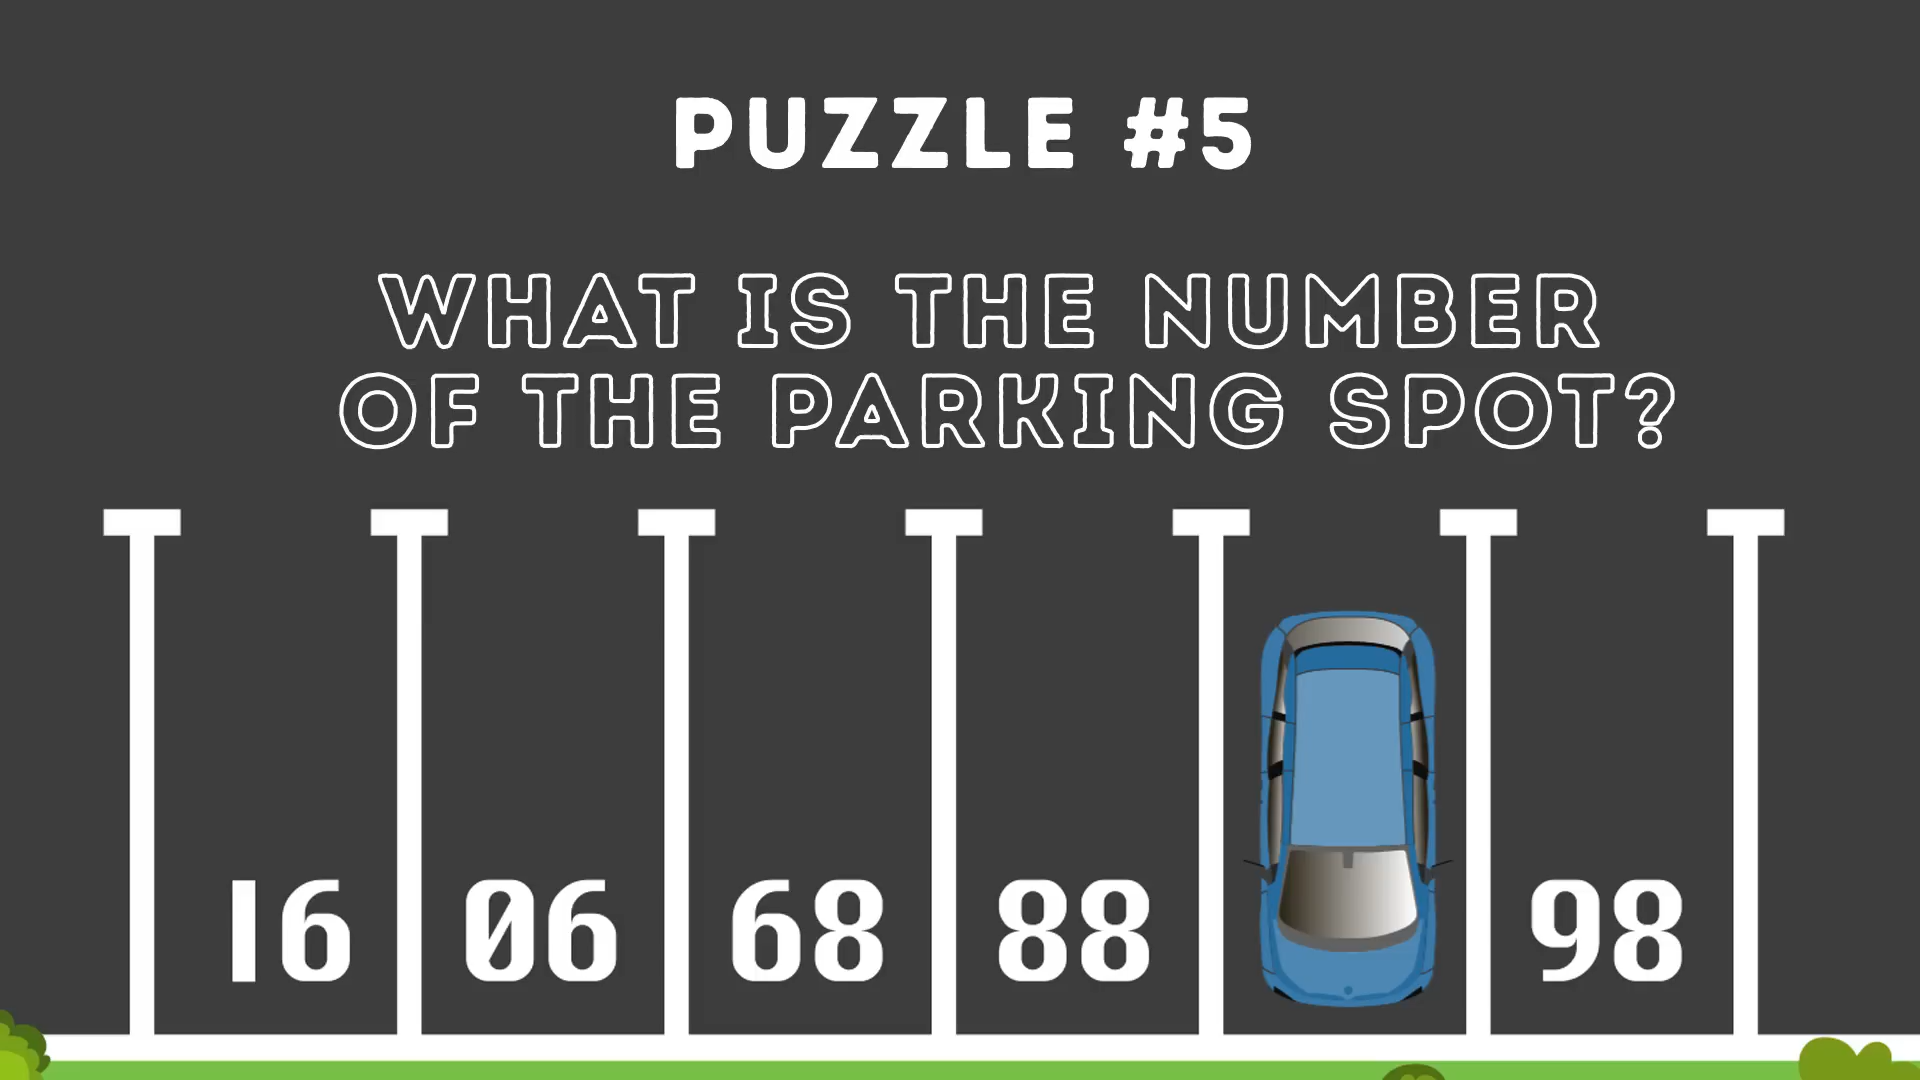 PUZZLE #5
WHAT IS THE NUMBER
OF THE PARKING SPOT?
16 06 68 88 98